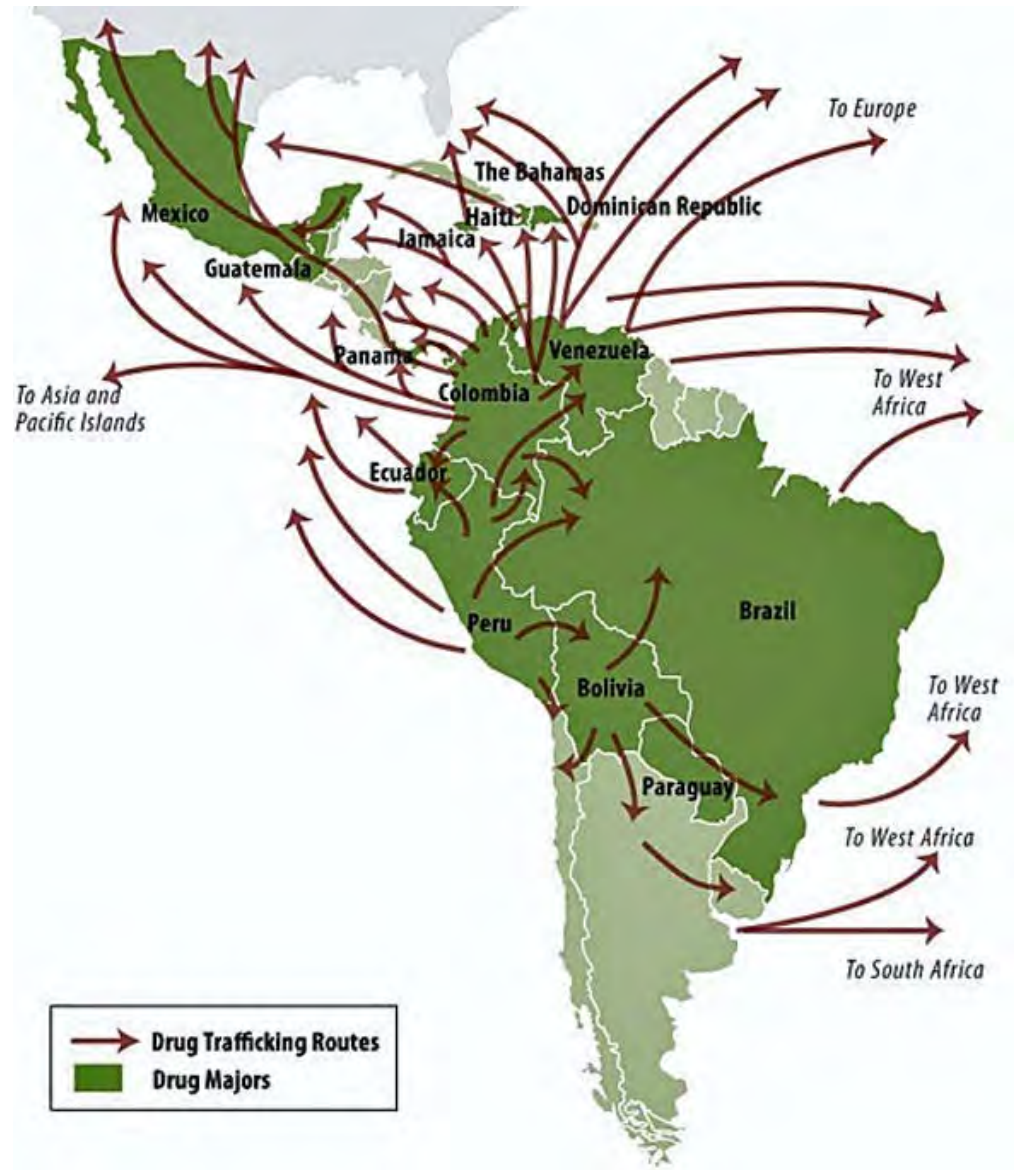 To Europe
The Bahamas
Dominican Republic
Haiti
Mexico
Jamaica
Guatemala
Panama
Venezuela
To Asia and
Pacific Islands
Colombia
To West
Africa
Ecuador
Brazil
Peru
Bolivia
To West
Africa
Paraguay
To West Africa
To South Africa
Drug Trafficking Routes
Drug Majors